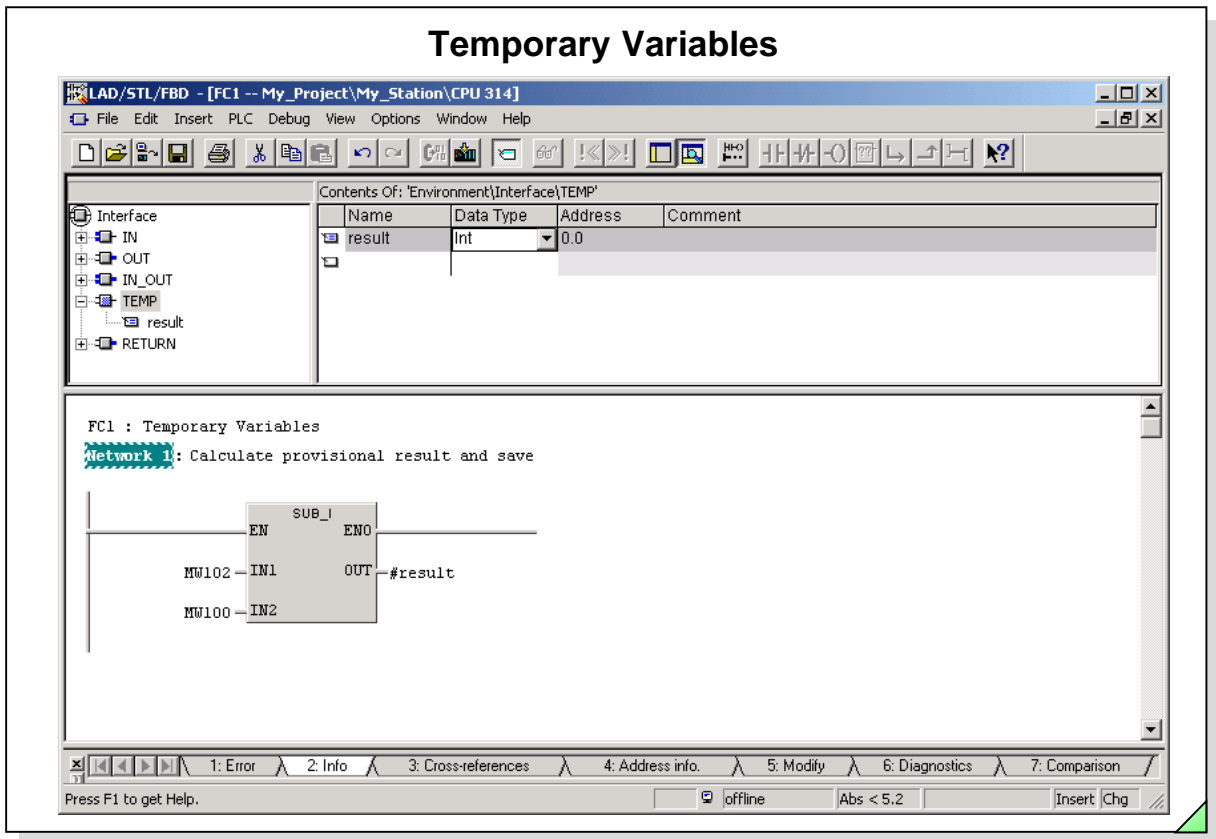 Temporary Variables
LAD/STL/FBD - [FC1 -- My_Project\My_Station\CPU 314]
File Edit Insert PLC Debug View Options Window Help
Contents Of: 'Environment\Interface\TEMP'
Interface
IN
OUT
IN_OUT
TEMP
result
RETURN
Name Data Type Address Comment
result Int 0.0
FC1 : Temporary Variables
Network 1: Calculate provisional result and save
SUB_I
EN ENO
MW102 IN1 OUT #result
MW100 IN2
1: Error 2: Info 3: Cross-references 4: Address info. 5: Modify 6: Diagnostics 7: Comparison
Press F1 to get Help. offline Abs < 5.2 Insert Chg